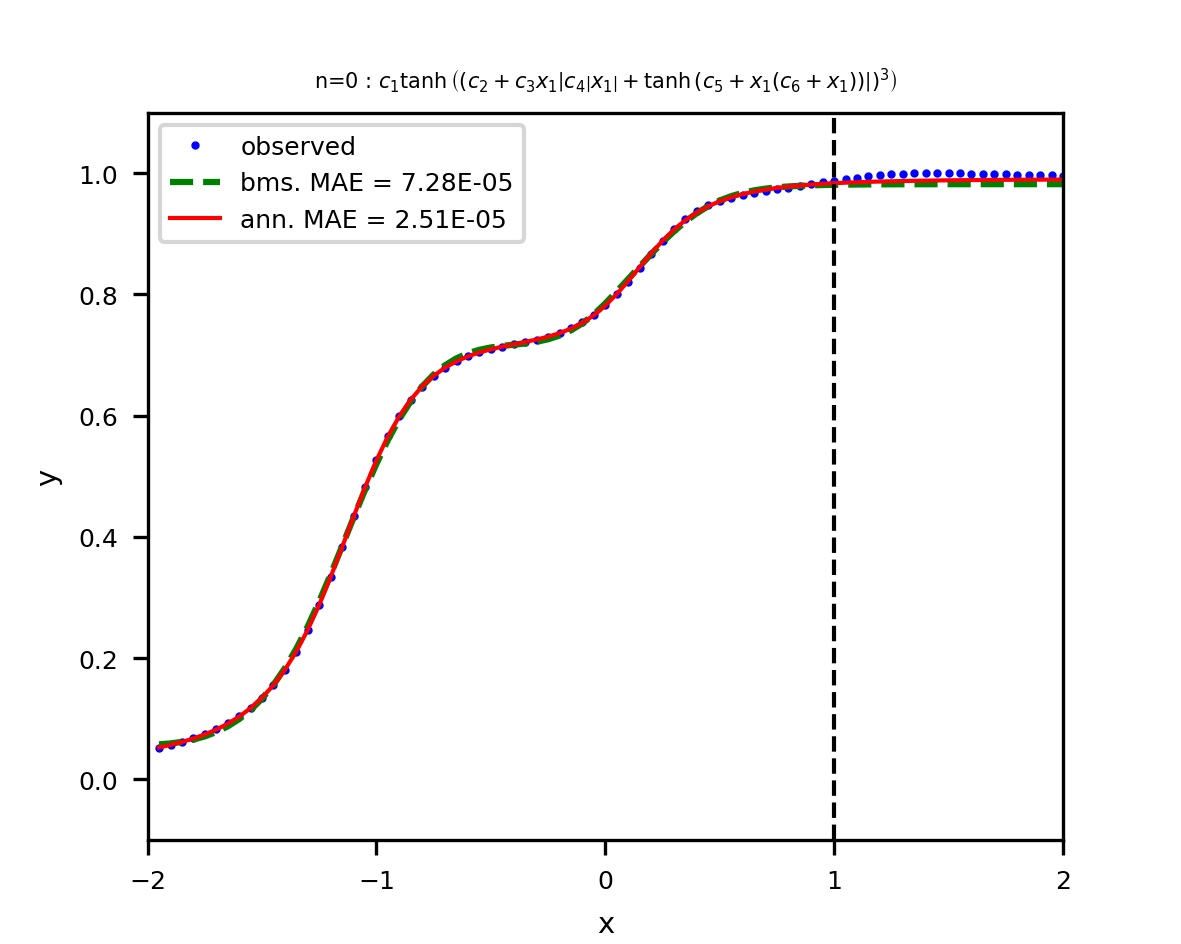 n=0 : c₁tanh ((c₂ + c₃x₁|c₄|x₁| + tanh (c₅ + x₁(c₆ + x₁))|)³)
observed
bms. MAE = 7.28E-05
ann. MAE = 2.51E-05
1.0
0.8
0.6
0.4
0.2
0.0
y
−2 −1 0 1 2
x